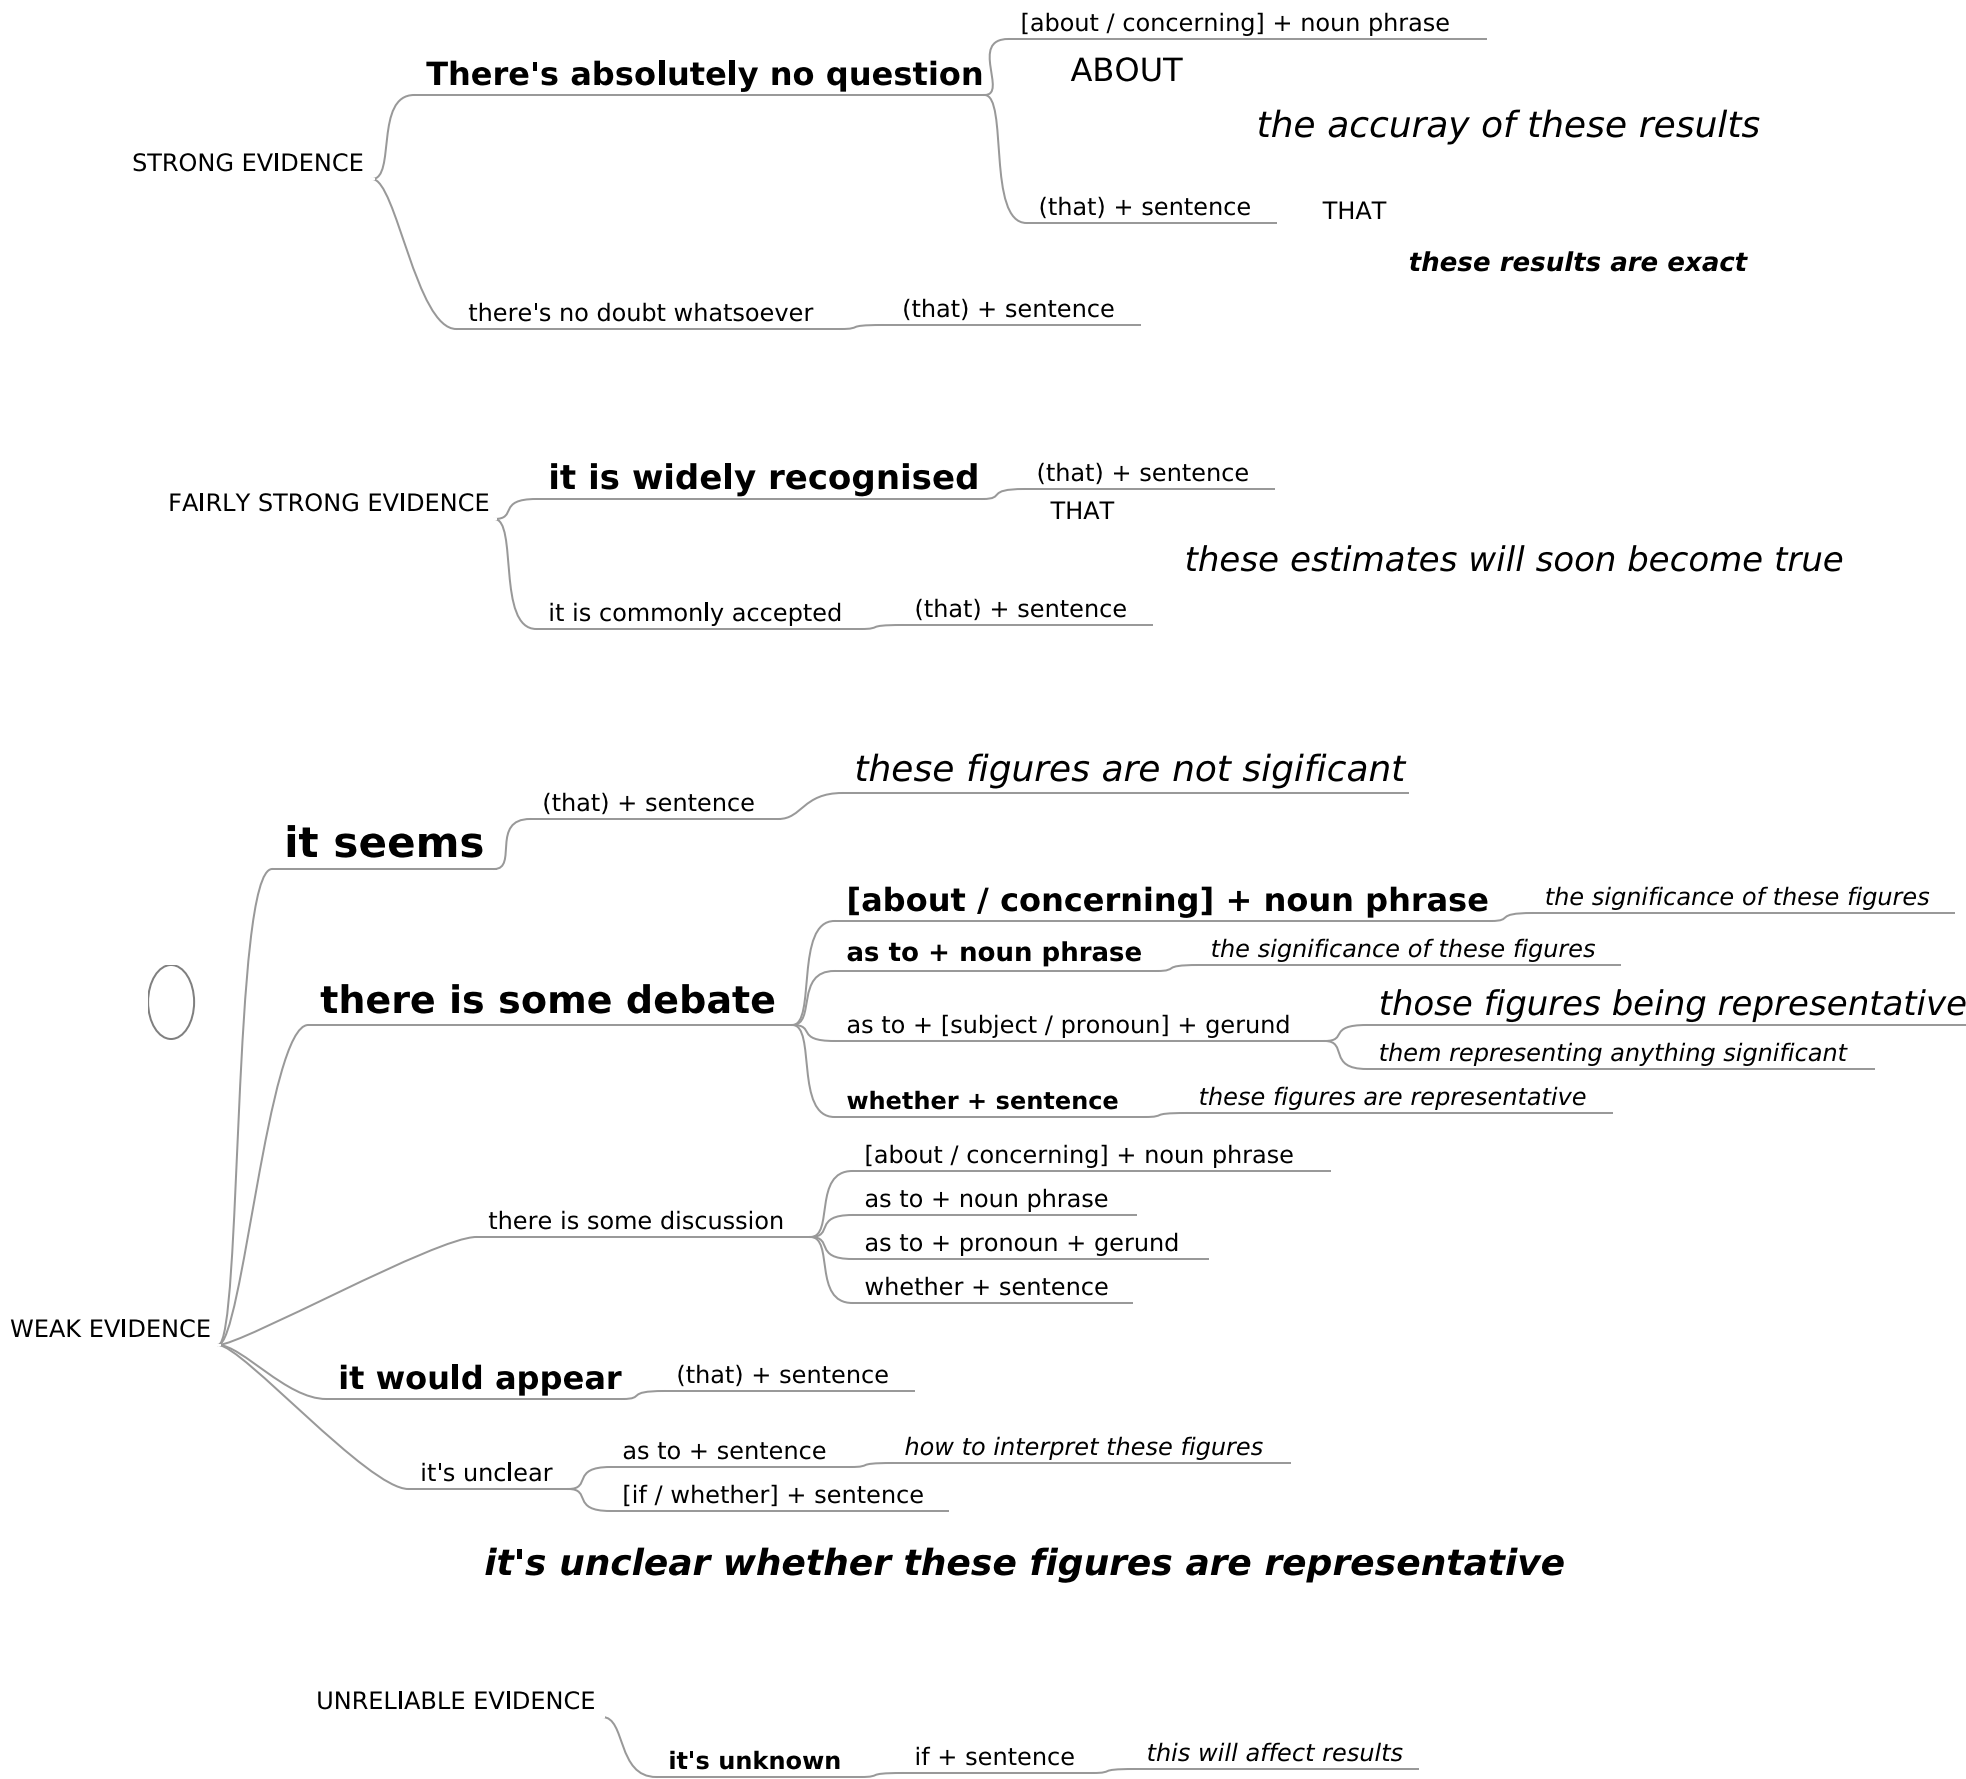 [about / concerning] + noun phrase
There's absolutely no question
ABOUT
the accuray of these results
STRONG EVIDENCE
(that) + sentence
THAT
these results are exact
there's no doubt whatsoever
(that) + sentence
it is widely recognised
(that) + sentence
FAIRLY STRONG EVIDENCE
THAT
these estimates will soon become true
it is commonly accepted
(that) + sentence
these figures are not sigificant
(that) + sentence
it seems
[about / concerning] + noun phrase
the significance of these figures
as to + noun phrase
the significance of these figures
there is some debate
those figures being representative
as to + [subject / pronoun] + gerund
them representing anything significant
whether + sentence
these figures are representative
[about / concerning] + noun phrase
as to + noun phrase
there is some discussion
as to + pronoun + gerund
whether + sentence
WEAK EVIDENCE
it would appear
(that) + sentence
as to + sentence
how to interpret these figures
it's unclear
[if / whether] + sentence
it's unclear whether these figures are representative
UNRELIABLE EVIDENCE
it's unknown
if + sentence
this will affect results